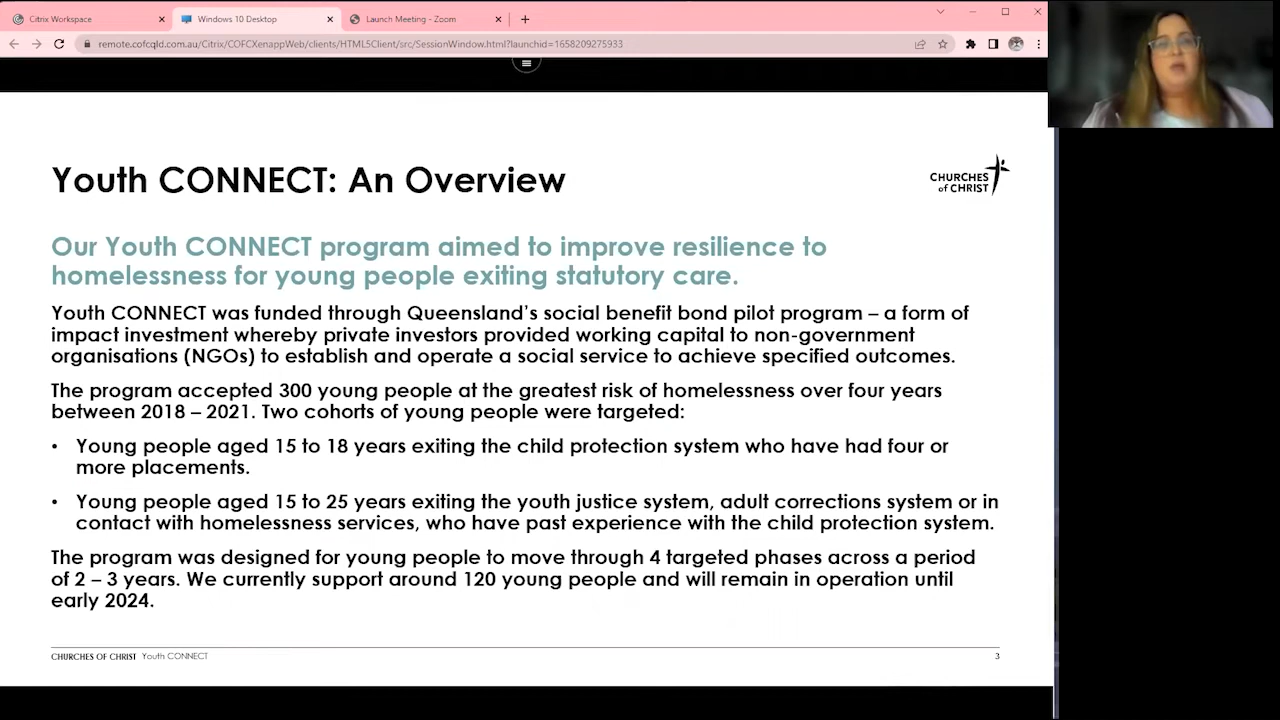 Citrix Workspace
Windows 10 Desktop
Launch Meeting - Zoom
remote.cofcqld.com.au/Citrix/COFCXenappWeb/clients/HTML5Client/src/SessionWindow.html?launchid=1658209275933
Youth CONNECT: An Overview
CHURCHES
of CHRIST
Our Youth CONNECT program aimed to improve resilience to
homelessness for young people exiting statutory care.
Youth CONNECT was funded through Queensland’s social benefit bond pilot program – a form of
impact investment whereby private investors provided working capital to non-government
organisations (NGOs) to establish and operate a social service to achieve specified outcomes.
The program accepted 300 young people at the greatest risk of homelessness over four years
between 2018 – 2021. Two cohorts of young people were targeted:
• Young people aged 15 to 18 years exiting the child protection system who have had four or
more placements.
• Young people aged 15 to 25 years exiting the youth justice system, adult corrections system or in
contact with homelessness services, who have past experience with the child protection system.
The program was designed for young people to move through 4 targeted phases across a period
of 2 – 3 years. We currently support around 120 young people and will remain in operation until
early 2024.
CHURCHES OF CHRIST Youth CONNECT
3